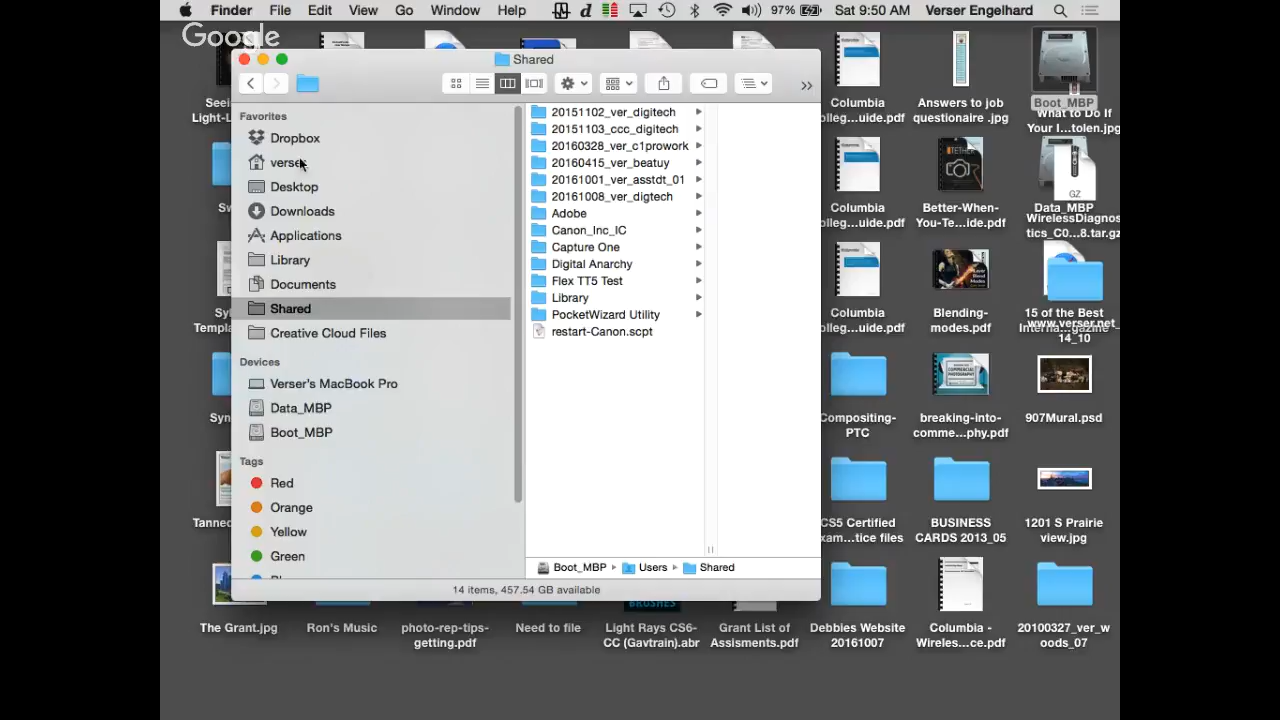 Finder File Edit View Go Window Help
97% Sat 9:50 AM Verser Engelhard
Google
Shared
Favorites
Dropbox
verser
Desktop
Downloads
Applications
Library
Documents
Shared
Creative Cloud Files
Devices
Verser's MacBook Pro
Data_MBP
Boot_MBP
Tags
Red
Orange
Yellow
Green
20151102_ver_digitech
20151103_ccc_digitech
20160328_ver_c1prowork
20160415_ver_beatuy
20161001_ver_asstdt_01
20161008_ver_digtech
Adobe
Canon_Inc_IC
Capture One
Digital Anarchy
Flex TT5 Test
Library
PocketWizard Utility
restart-Canon.scpt
Boot_MBP Users Shared
14 items, 457.54 GB available
Columbia
olleg...uide.pdf
Answers to job
questionaire .jpg
Boot_MBP
What to Do If
Your I...tolen.jpg
Columbia
olleg...uide.pdf
Better-When-
You-Te...ide.pdf
GZ
Data_MBP
WirelessDiagnos
tics_C0...8.tar.gz
Columbia
olleg...uide.pdf
Blending-
modes.pdf
15 of the Best
www.verser.net_
14_10
Compositing-
PTC
breaking-into-
comme...phy.pdf
907Mural.psd
CS5 Certified
BUSINESS
CARDS 2013_05
1201 S Prairie
view.jpg
The Grant.jpg
Ron's Music
photo-rep-tips-
getting.pdf
Need to file
BRUSHES
Light Rays CS6-
CC (Gavtrain).abr
Grant List of
Assisments.pdf
Debbies Website
20161007
Columbia -
Wireles...ce.pdf
20100327_ver_w
oods_07